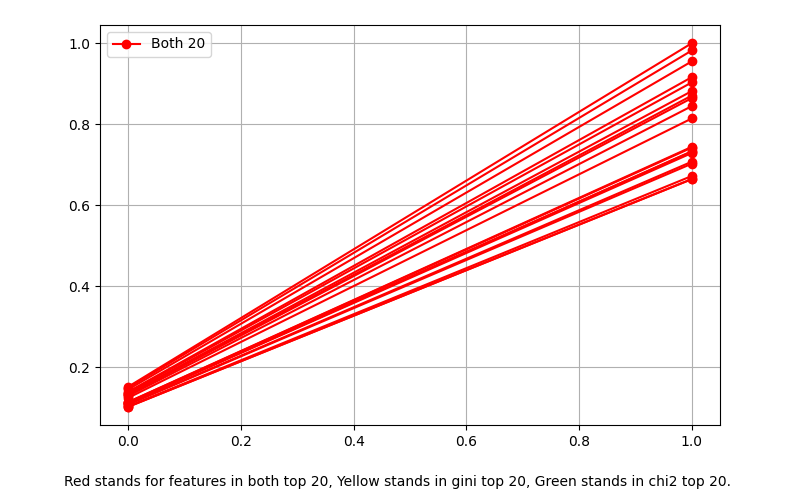 Both 20
1.0
0.8
0.6
0.4
0.2
0.0 0.2 0.4 0.6 0.8 1.0
Red stands for features in both top 20, Yellow stands in gini top 20, Green stands in chi2 top 20.